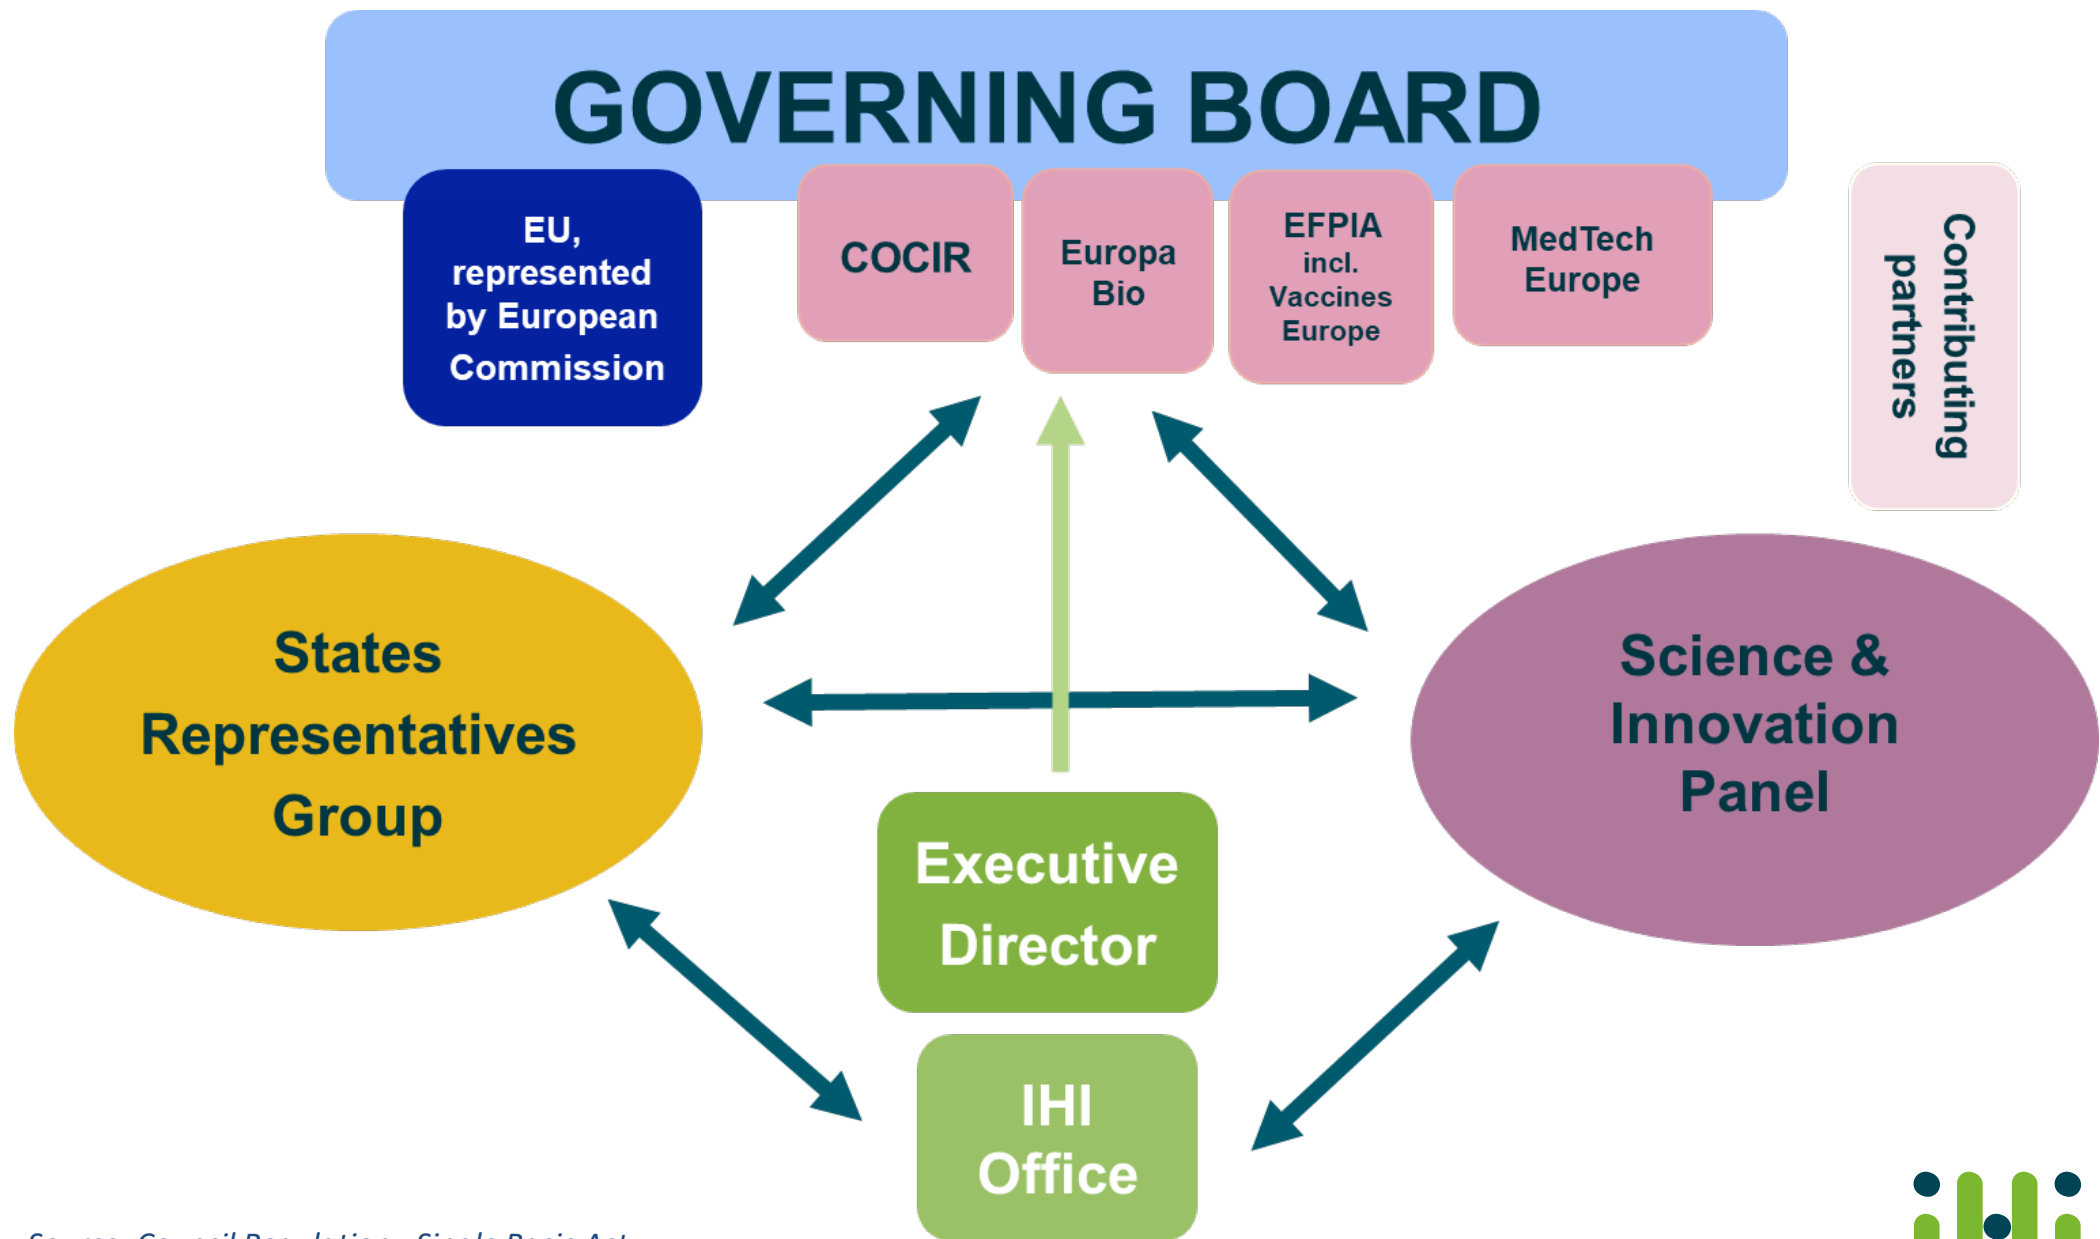 GOVERNING BOARD
EU,
represented
by European
Commission
COCIR
Europa
Bio
EFPIA
incl.
Vaccines
Europe
MedTech
Europe
Contributing
partners
States
Representatives
Group
Science &
Innovation
Panel
Executive
Director
IHI
Office